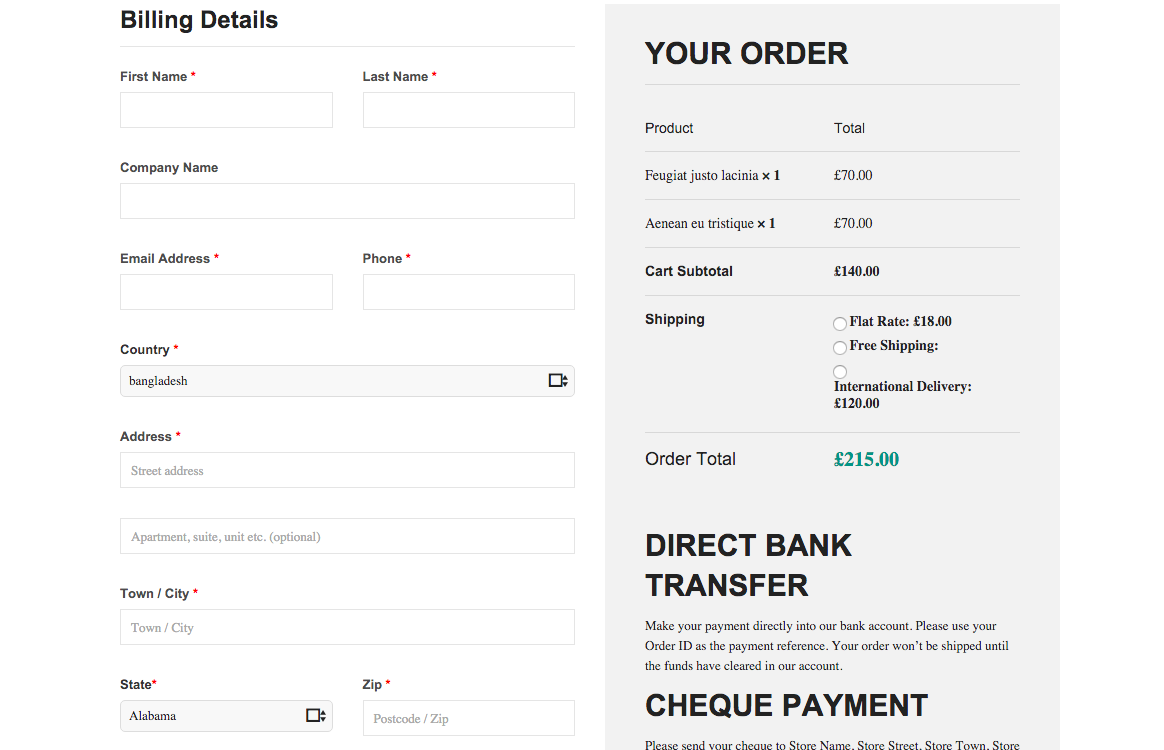 Billing Details
First Name *
Last Name *
Company Name
Email Address *
Phone *
Country *
bangladesh
Address *
Street address
Apartment, suite, unit etc. (optional)
Town / City *
Town / City
State*
Zip *
Alabama
Postcode / Zip
YOUR ORDER
Product Total
Feugiat justo lacinia × 1 £70.00
Aenean eu tristique × 1 £70.00
Cart Subtotal £140.00
Shipping Flat Rate: £18.00
Free Shipping:
International Delivery:
£120.00
Order Total £215.00
DIRECT BANK
TRANSFER
Make your payment directly into our bank account. Please use your
Order ID as the payment reference. Your order won’t be shipped until
the funds have cleared in our account.
CHEQUE PAYMENT
Please send your cheque to Store Name, Store Street, Store Town, Store